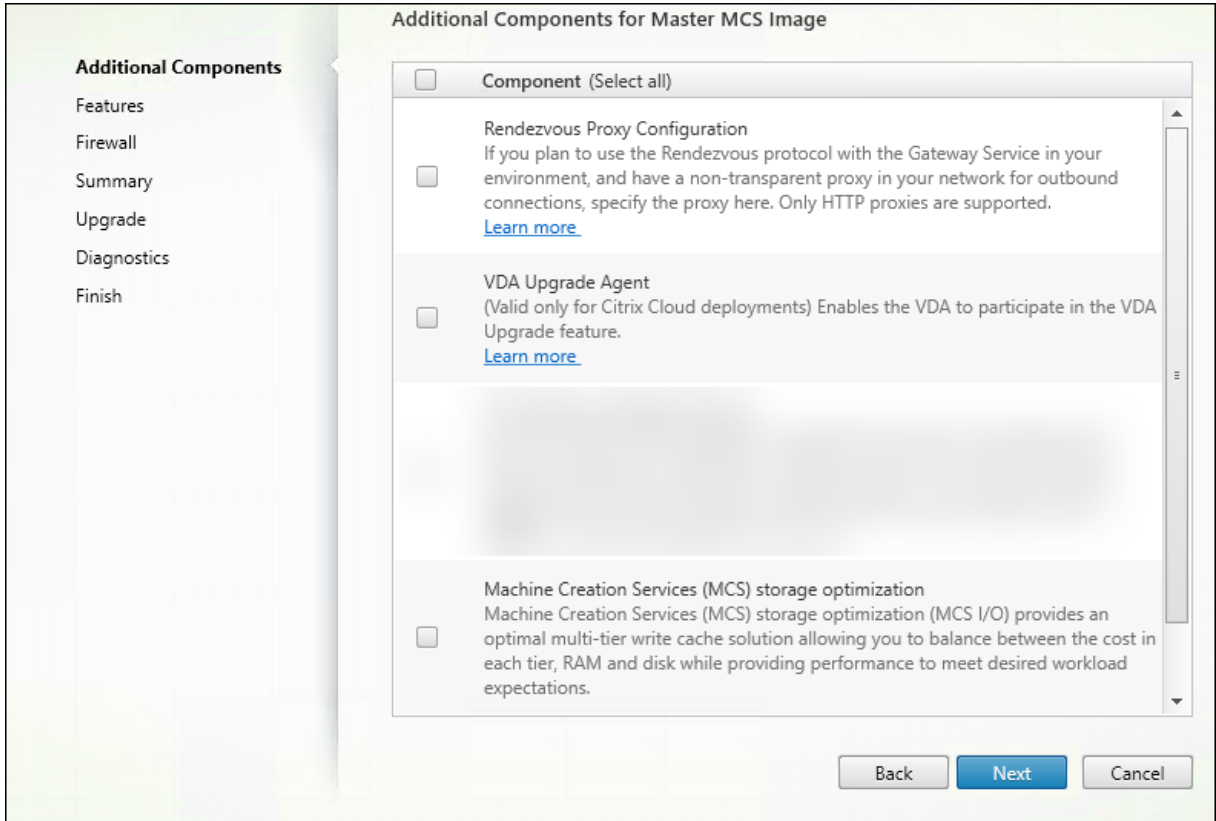 Additional Components for Master MCS Image
Additional Components
Features
Firewall
Summary
Upgrade
Diagnostics
Finish
Component (Select all)
Rendezvous Proxy Configuration
If you plan to use the Rendezvous protocol with the Gateway Service in your
environment, and have a non-transparent proxy in your network for outbound
connections, specify the proxy here. Only HTTP proxies are supported.
Learn more
VDA Upgrade Agent
(Valid only for Citrix Cloud deployments) Enables the VDA to participate in the VDA
Upgrade feature.
Learn more
Machine Creation Services (MCS) storage optimization
Machine Creation Services (MCS) storage optimization (MCS I/O) provides an
optimal multi-tier write cache solution allowing you to balance between the cost in
each tier, RAM and disk while providing performance to meet desired workload
expectations.
Back
Next
Cancel